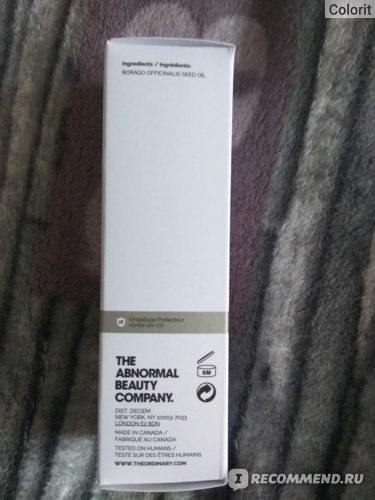 Colorit
Ingredients / Ingrédients:
BORAGO OFFICINALIS SEED OIL
UV
Emballage Protecteur
contre les UV
THE
ABNORMAL
BEAUTY
COMPANY.
6M
DIST. DECIEM
NEW YORK, NY 10003-7033
LONDON E2 8DN
MADE IN CANADA /
FABRIQUÉ AU CANADA
TESTED ON HUMANS /
TESTÉ SUR DES ÊTRES HUMAINS.
WWW.THEORDINARY.COM
IRECOMMEND.RU